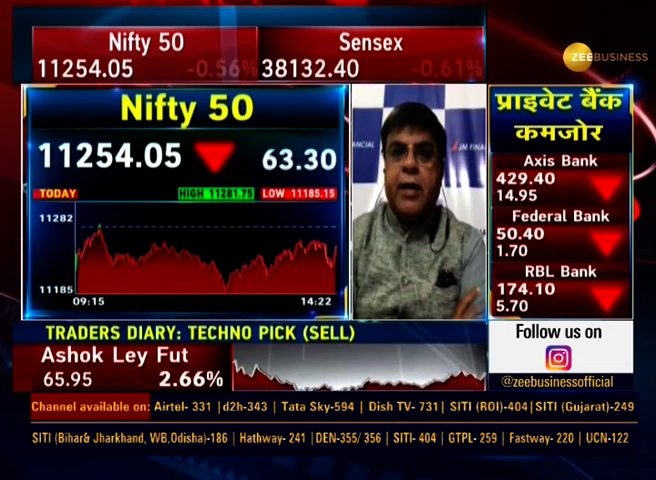 Nifty 50
11254.05 -0.56%
Sensex
38132.40 -0.61%
ZEEBUSINESS
Nifty 50
11254.05 63.30
TODAY HIGH 11281.75 LOW 11185.15
11282
11185
09:15 14:22
NCIAL
JM FINA
प्राइवेट बैंक
कमजोर
Axis Bank
429.40
14.95
Federal Bank
50.40
1.70
RBL Bank
174.10
5.70
TRADERS DIARY: TECHNO PICK (SELL)
Ashok Ley Fut
65.95 2.66%
Follow us on
@zeebusinessofficial
Channel available on: Airtel- 331 |d2h-343 | Tata Sky-594 | Dish TV- 731| SITI (ROI)-404|SITI (Gujarat)-249
SITI (Bihar& Jharkhand, WB,Odisha)-186 | Hathway- 241 |DEN-355/ 356 | SITI- 404 | GTPL- 259 | Fastway- 220 | UCN-122